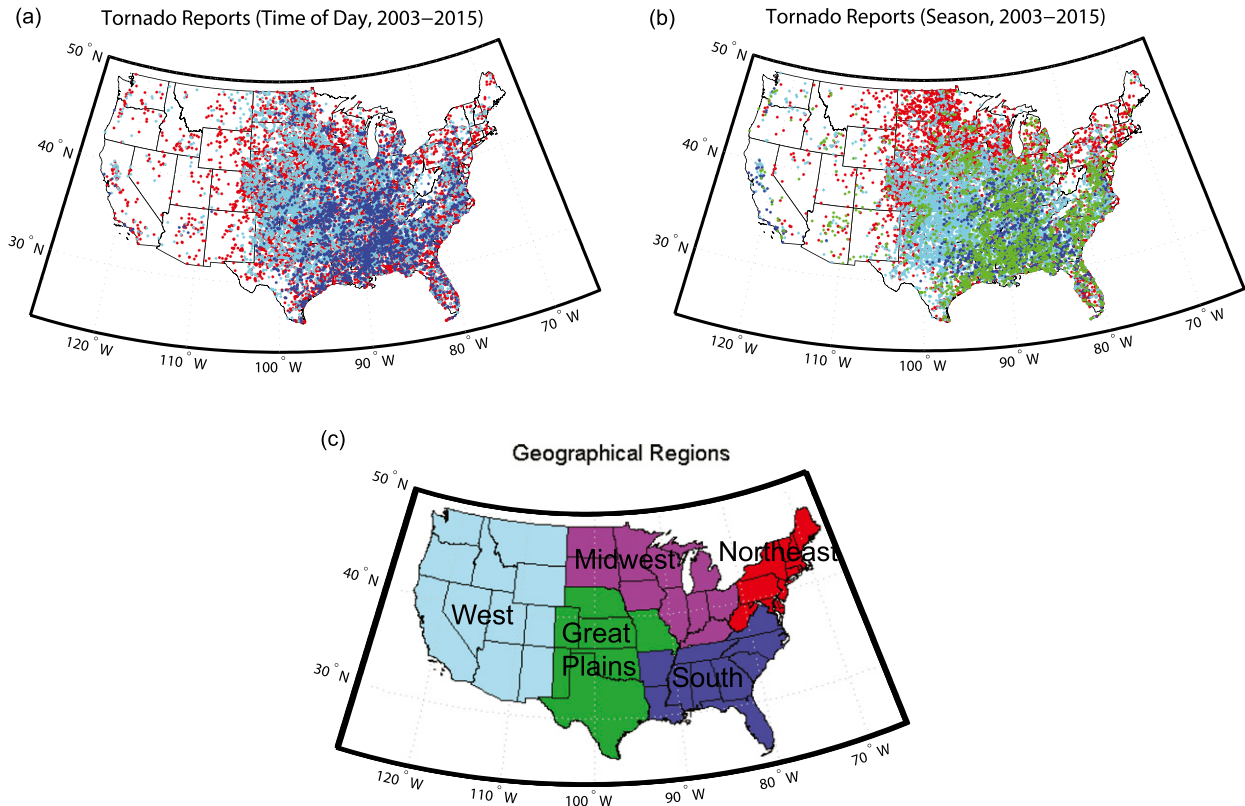 (a)
Tornado Reports (Time of Day, 2003−2015)
50 ° N
40 ° N
30 ° N
120 ° W
110 ° W
100 ° W
90 ° W
80 ° W
70 ° W
(b)
Tornado Reports (Season, 2003−2015)
50 ° N
40 ° N
30 ° N
120 ° W
110 ° W
100 ° W
90 ° W
80 ° W
70 ° W
(c)
Geographical Regions
50 ° N
40 ° N
30 ° N
Midwest
Northeast
West
Great
Plains
South
120 ° W
110 ° W
100 ° W
90 ° W
80 ° W
70 ° W